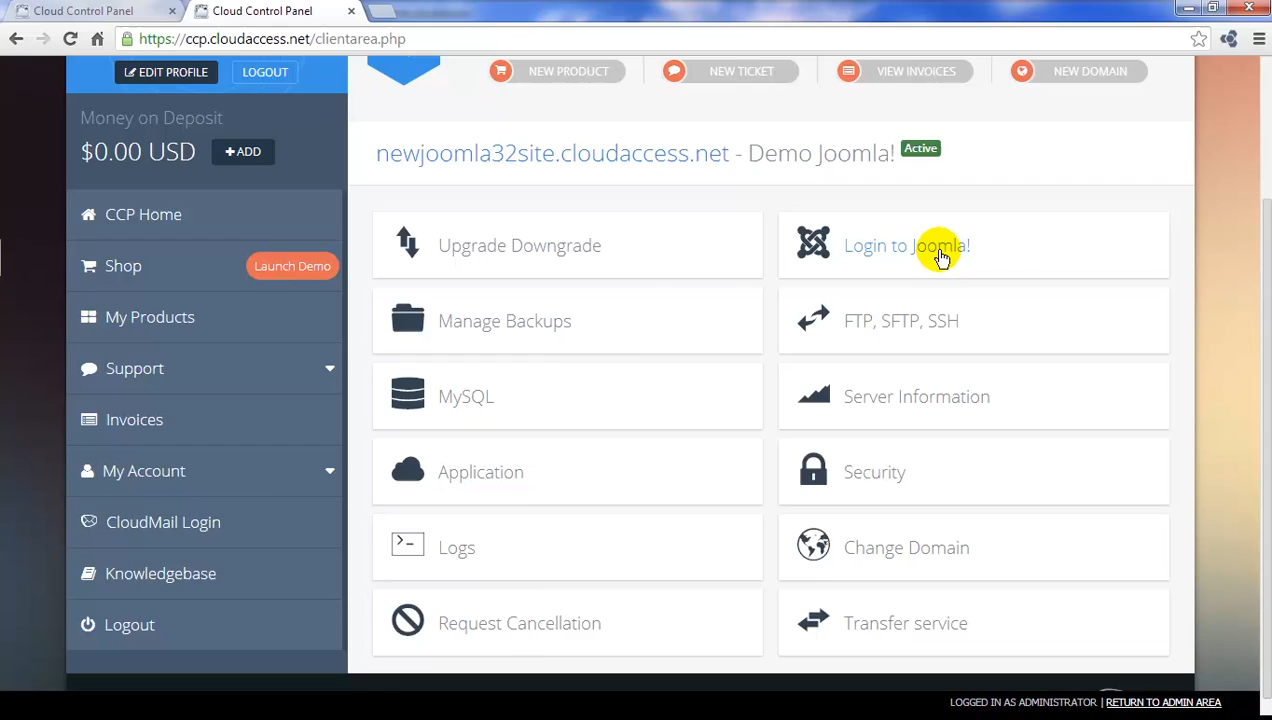 Cloud Control Panel
Cloud Control Panel
https://ccp.cloudaccess.net/clientarea.php
EDIT PROFILE
LOGOUT
NEW PRODUCT
NEW TICKET
VIEW INVOICES
NEW DOMAIN
Money on Deposit
$0.00 USD
+ ADD
newjoomla32site.cloudaccess.net - Demo Joomla! Active
CCP Home
Shop
Launch Demo
My Products
Support
Invoices
My Account
CloudMail Login
Knowledgebase
Logout
Upgrade Downgrade
Login to Joomla!
Manage Backups
FTP, SFTP, SSH
MySQL
Server Information
Application
Security
Logs
Change Domain
Request Cancellation
Transfer service
LOGGED IN AS ADMINISTRATOR | RETURN TO ADMIN AREA